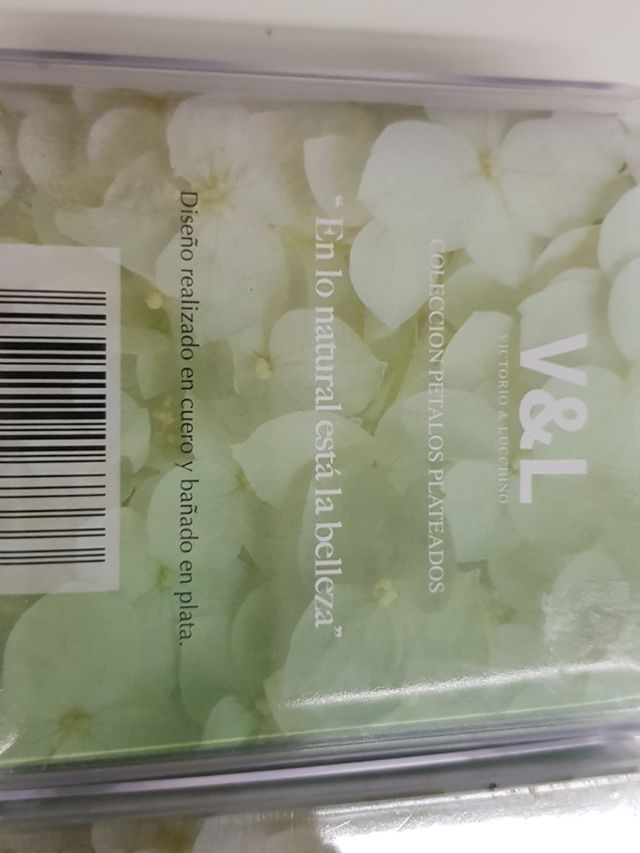 V&L
VICTORIO & LUCCHINO
COLECCION PETALOS PLATEADOS
“En lo natural está la belleza”
Diseño realizado en cuero y bañado en plata.